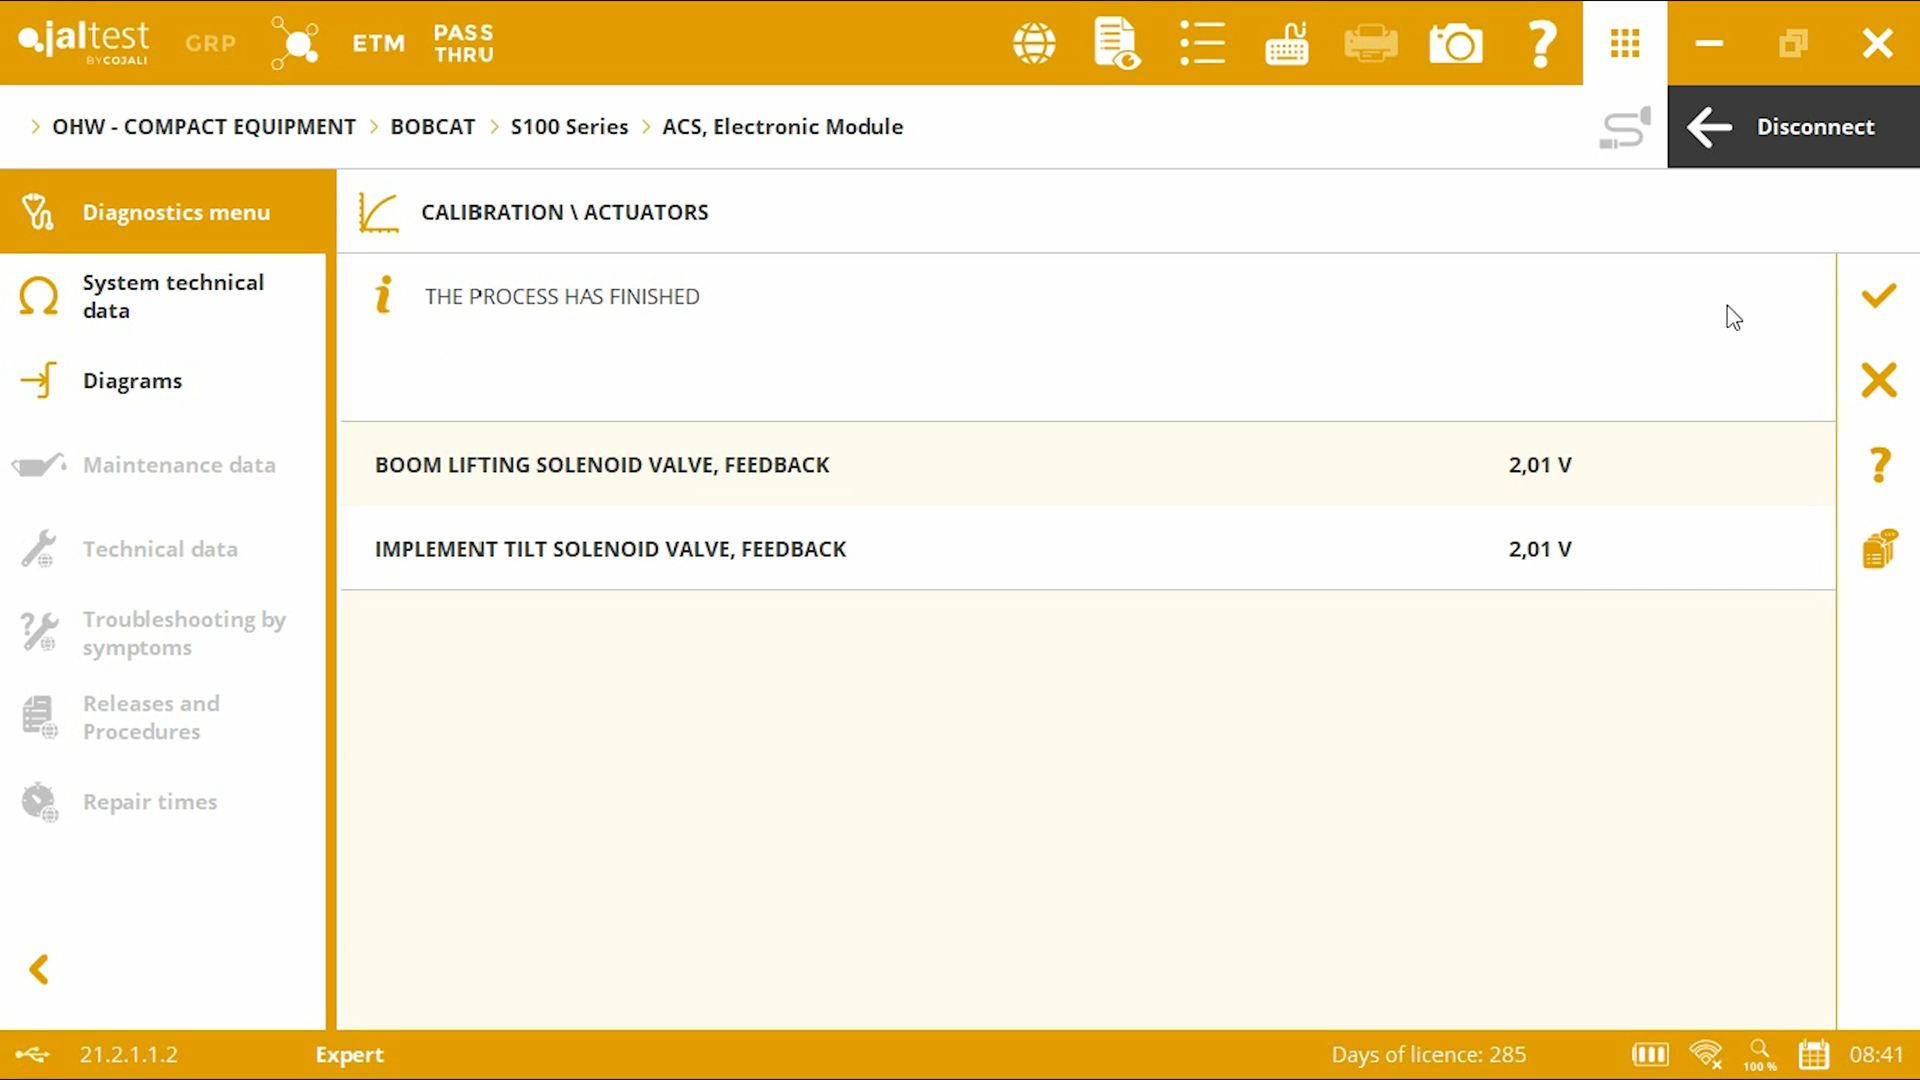 jaltest
BY COJALI
GRP
ETM
PASS
THRU
OHW - COMPACT EQUIPMENT > BOBCAT > S100 Series > ACS, Electronic Module
Disconnect
Diagnostics menu
CALIBRATION \ ACTUATORS
System technical
data
THE PROCESS HAS FINISHED
Diagrams
Maintenance data
BOOM LIFTING SOLENOID VALVE, FEEDBACK 2,01 V
Technical data
IMPLEMENT TILT SOLENOID VALVE, FEEDBACK 2,01 V
Troubleshooting by
symptoms
Releases and
Procedures
Repair times
21.2.1.1.2
Expert
Days of licence: 285
100 %
08:41